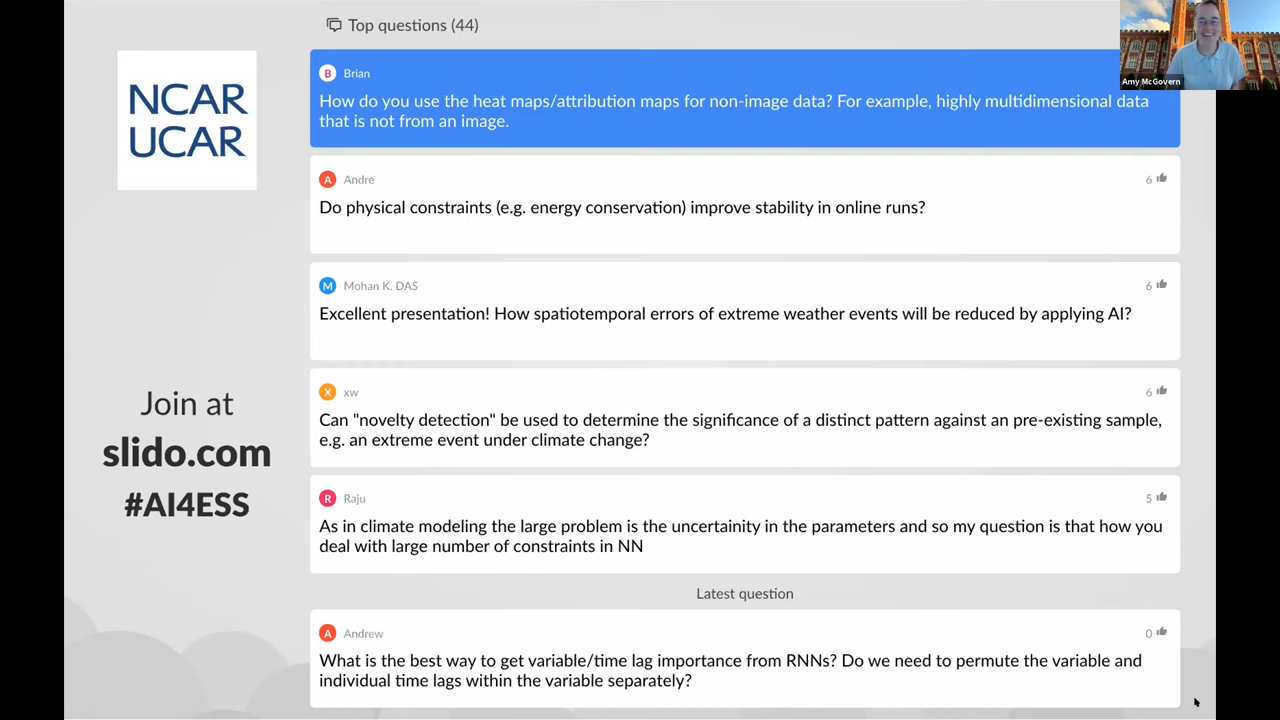 Top questions (44)
NCAR
UCAR
Amy McGovern
B Brian
How do you use the heat maps/attribution maps for non-image data? For example, highly multidimensional data
that is not from an image.
A Andre 6
Do physical constraints (e.g. energy conservation) improve stability in online runs?
M Mohan K. DAS 6
Excellent presentation! How spatiotemporal errors of extreme weather events will be reduced by applying AI?
X xw 6
Can "novelty detection" be used to determine the significance of a distinct pattern against an pre-existing sample,
e.g. an extreme event under climate change?
R Raju 5
As in climate modeling the large problem is the uncertainity in the parameters and so my question is that how you
deal with large number of constraints in NN
Join at
slido.com
#AI4ESS
Latest question
A Andrew 0
What is the best way to get variable/time lag importance from RNNs? Do we need to permute the variable and
individual time lags within the variable separately?